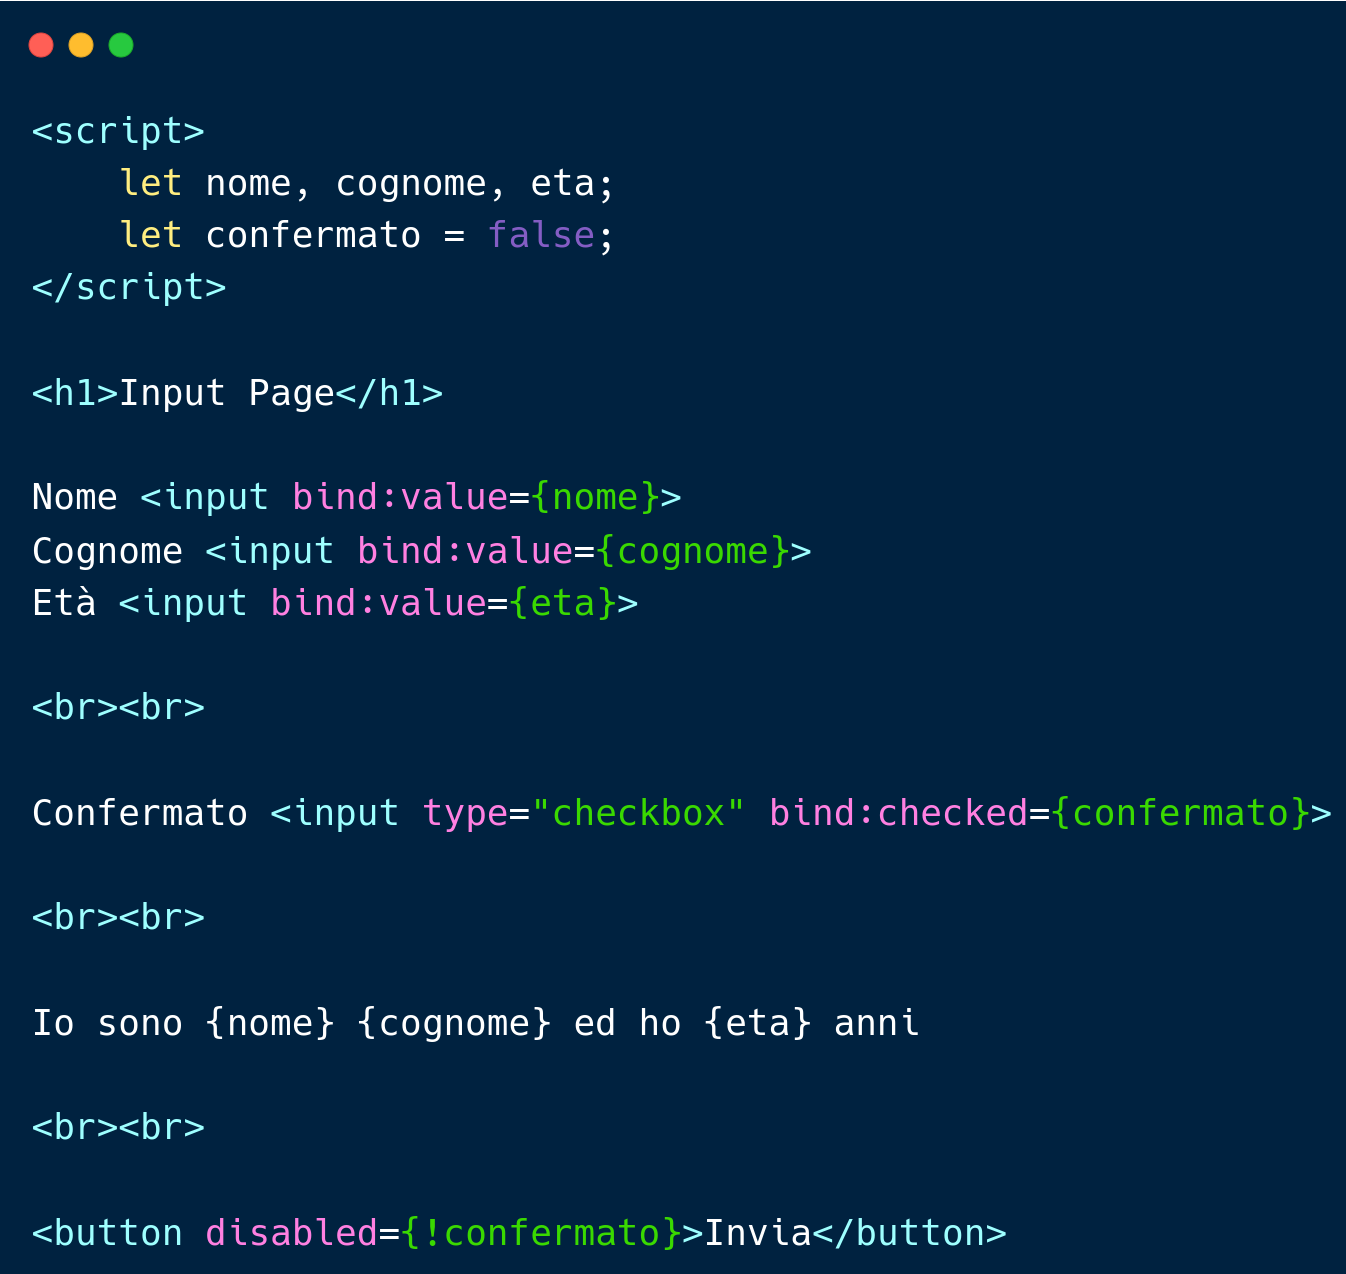 <script>
    let nome, cognome, eta;
    let confermato = false;
</script>

<h1>Input Page</h1>

Nome <input bind:value={nome}>
Cognome <input bind:value={cognome}>
Età <input bind:value={eta}>

<br><br>

Confermato <input type="checkbox" bind:checked={confermato}>

<br><br>

Io sono {nome} {cognome} ed ho {eta} anni

<br><br>

<button disabled={!confermato}>Invia</button>